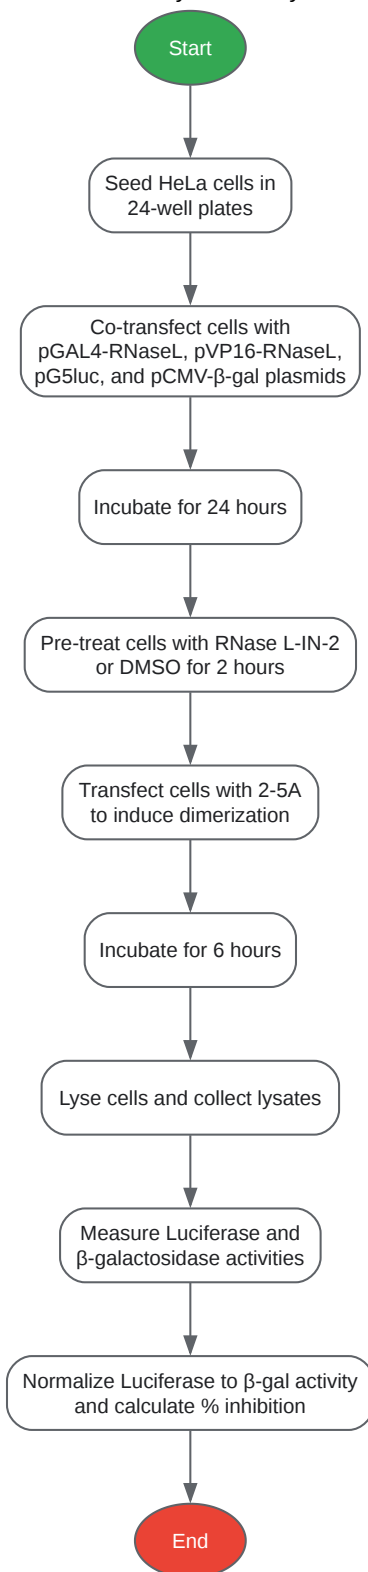 Start
Seed HeLa cells in
24-well plates
Co-transfect cells with
pGAL4-RNaseL, pVP16-RNaseL,
pG5luc, and pCMV-β-gal plasmids
Incubate for 24 hours
Pre-treat cells with RNase L-IN-2
or DMSO for 2 hours
Transfect cells with 2-5A
to induce dimerization
Incubate for 6 hours
Lyse cells and collect lysates
Measure Luciferase and
β-galactosidase activities
Normalize Luciferase to β-gal activity
and calculate % inhibition
End